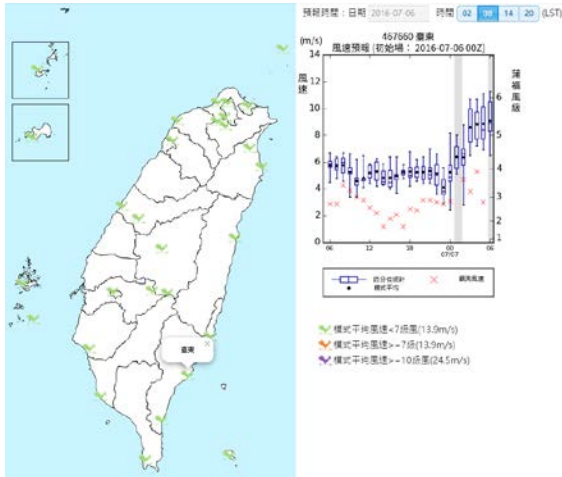 預報時間：日期 2016-07-06 時間 02 08 14 20 (LST)
467660 臺東
(m/s) 風速預報 (初始場： 2016-07-06 00Z)
風速
蒲福風級
14
12
10
8
6
4
2
0
6
5
4
3
2
1
06 12 18 00 06
07/07
四分位統計
模式平均
觀測風速
模式平均風速<7級風(13.9m/s)
模式平均風速>=7級(13.9m/s)
模式平均風速>=10級風(24.5m/s)
臺東